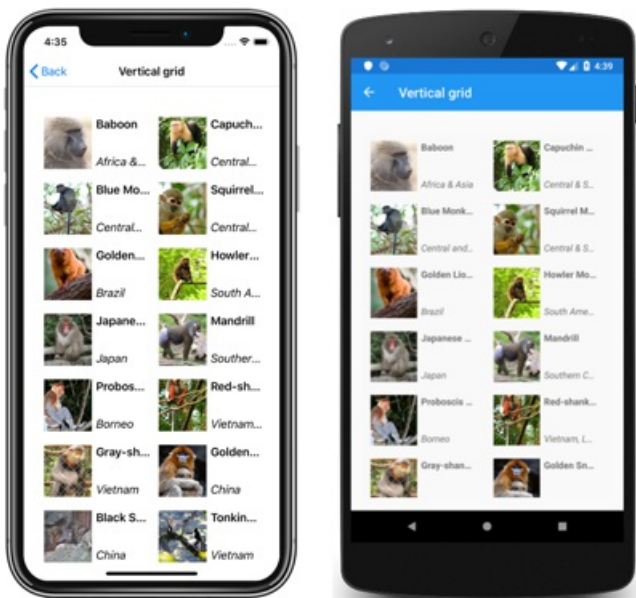 4:35
Back Vertical grid
Baboon Capuch...
Africa &... Central...
Blue Mo... Squirrel...
Central... Central...
Golden... Howler...
Brazil South A...
Japane... Mandrill
Japan Souther...
Probos... Red-sh...
Borneo Vietnam...
Gray-sh... Golden...
Vietnam China
Black S... Tonkin...
China Vietnam
4:39
Vertical grid
Baboon Capuchin ...
Africa & Asia Central & S...
Blue Monk... Squirrel M...
Central and... Central & S...
Golden Lio... Howler Mo...
Brazil South Ame...
Japanese ... Mandrill
Japan Southern C...
Proboscis ... Red-shank...
Borneo Vietnam, L...
Gray-shan... Golden Sn...